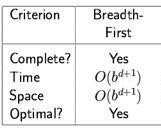 Criterion Breadth-
First
Complete? Yes
Time O(b^{d+1})
Space O(b^{d+1})
Optimal? Yes